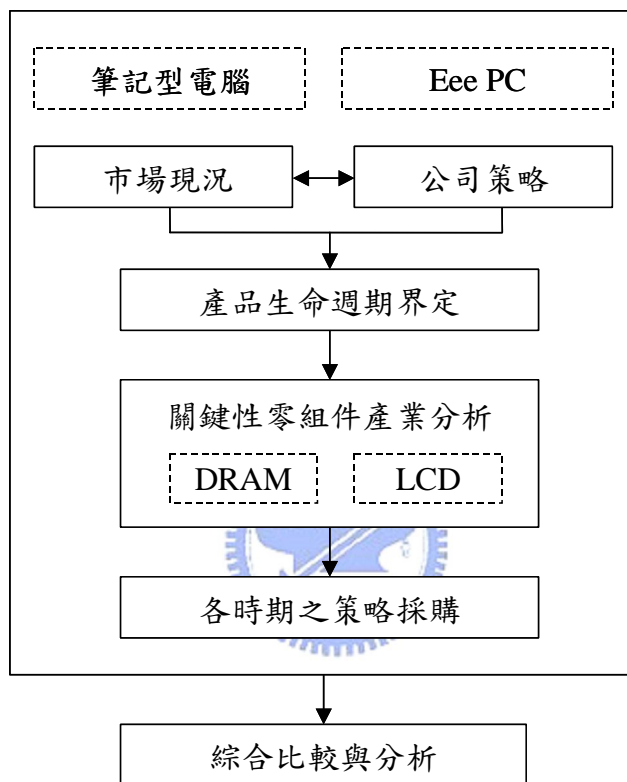 筆記型電腦
Eee PC
市場現況
公司策略
產品生命週期界定
關鍵性零組件產業分析
DRAM
LCD
各時期之策略採購
綜合比較與分析